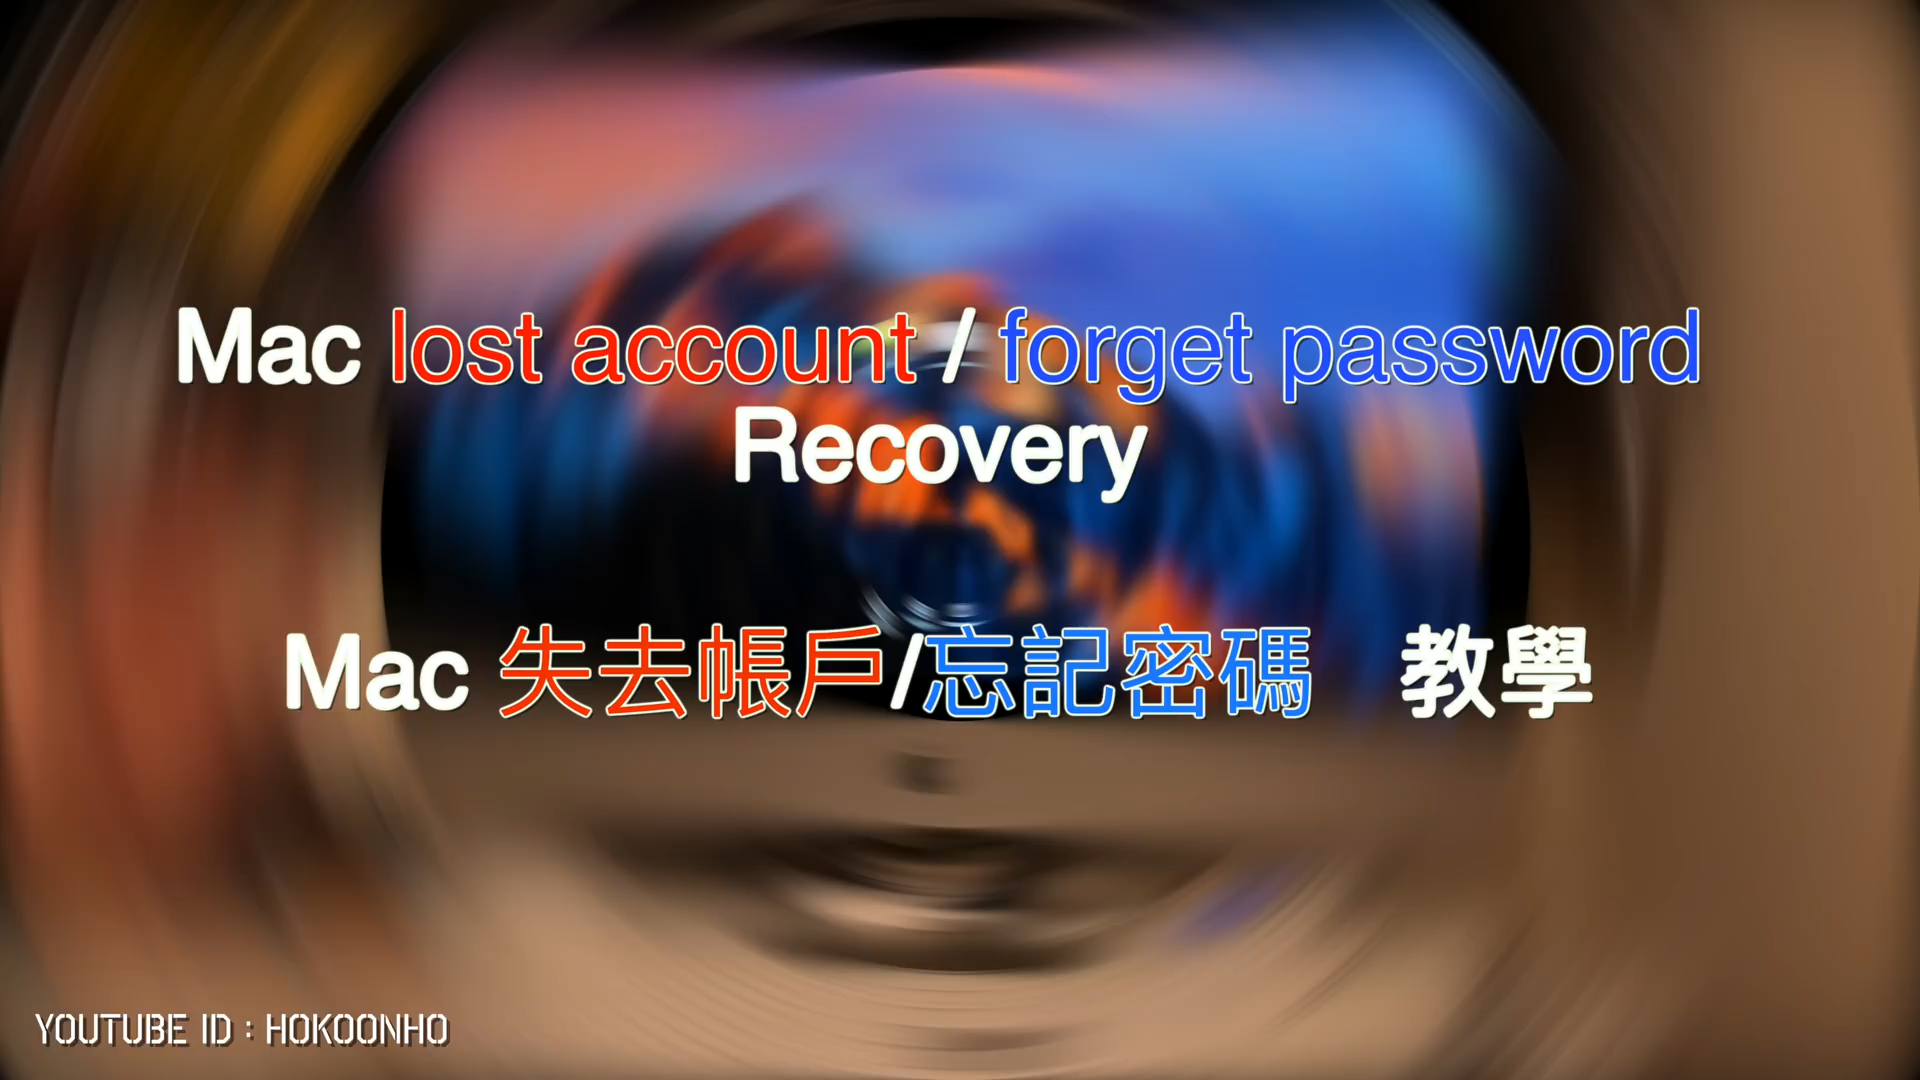 Mac lost account / forget password
Recovery
Mac 失去帳戶/忘記密碼 教學
YOUTUBE ID : HOKOONHO